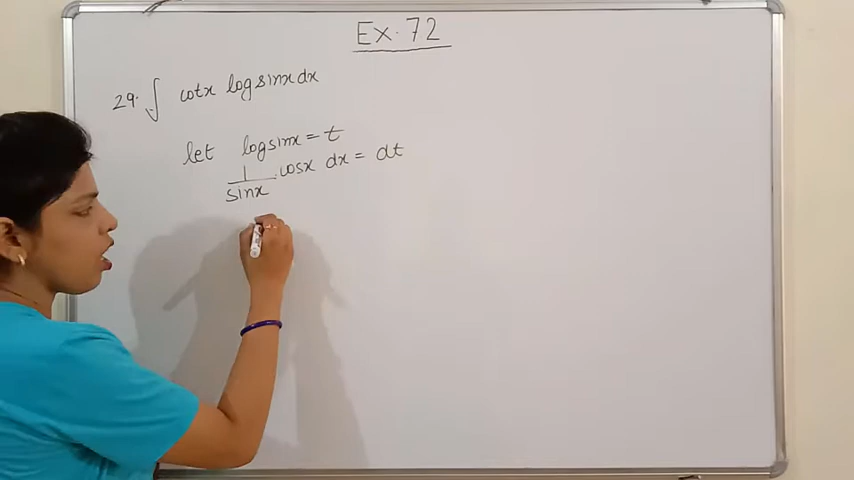 Ex. 72
29. ∫ cotx logsinx dx
let logsinx = t
1/sinx . cosx dx = dt